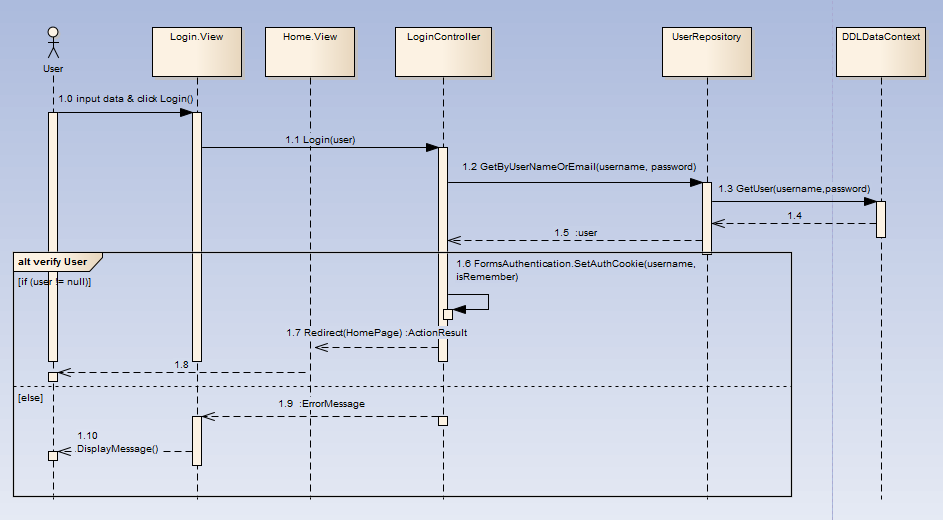 Login.View
Home.View
LoginController
UserRepository
DDLDataContext
User
1.0 input data & click Login()
1.1 Login(user)
1.2 GetByUserNameOrEmail(username, password)
1.3 GetUser(username,password)
1.4
1.5 :user
alt verify User
[if (user != null)]
1.6 FormsAuthentication.SetAuthCookie(username,
isRemember)
1.7 Redirect(HomePage) :ActionResult
1.8
[else]
1.9 :ErrorMessage
1.10
.DisplayMessage()